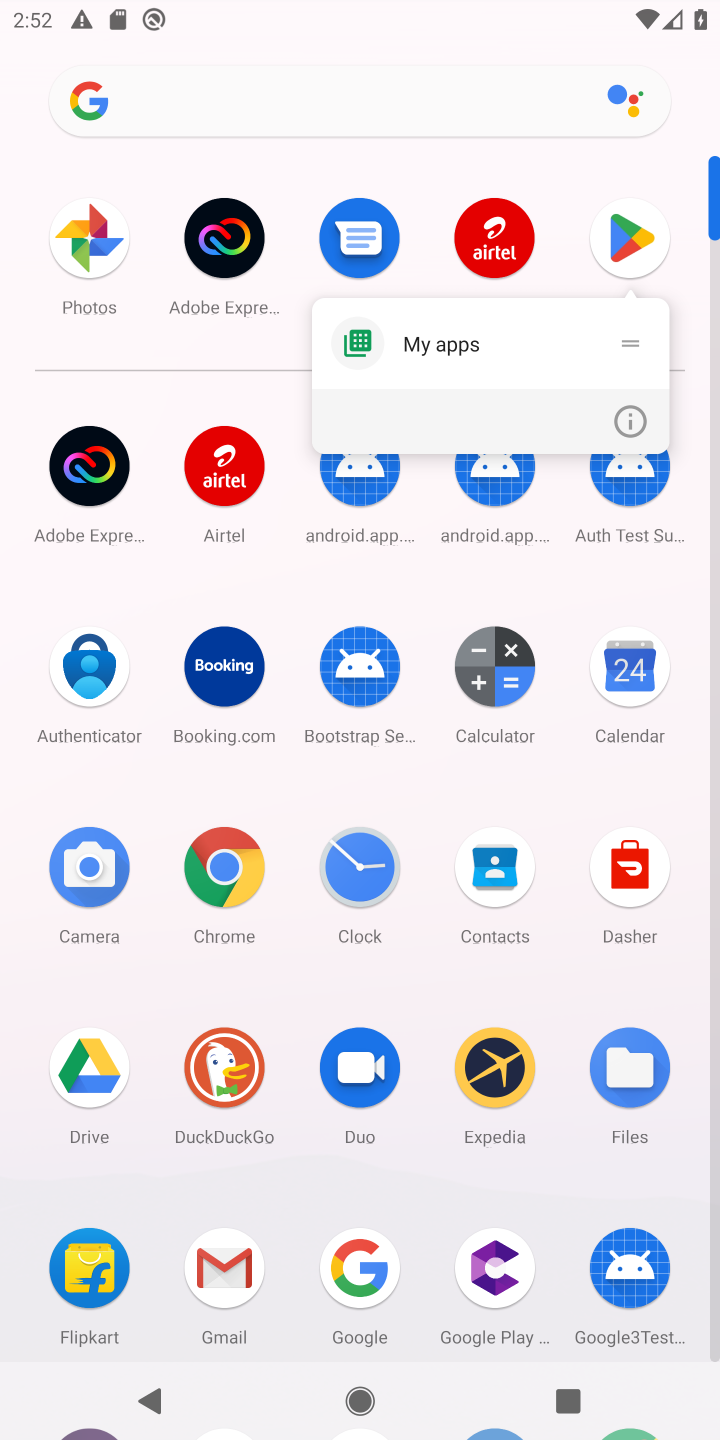 2:52
Photos
Adobe Expre...
airtel
My apps
Adobe Expre...
airtel
Airtel
android.app....
android.app....
Auth Test Su...
Authenticator
Booking
Booking.com
Bootstrap Se...
Calculator
24
Calendar
Camera
Chrome
Clock
Contacts
Dasher
Drive
DuckDuckGo
Duo
Expedia
Files
Flipkart
Gmail
Google
Google Play ...
Google3Test...